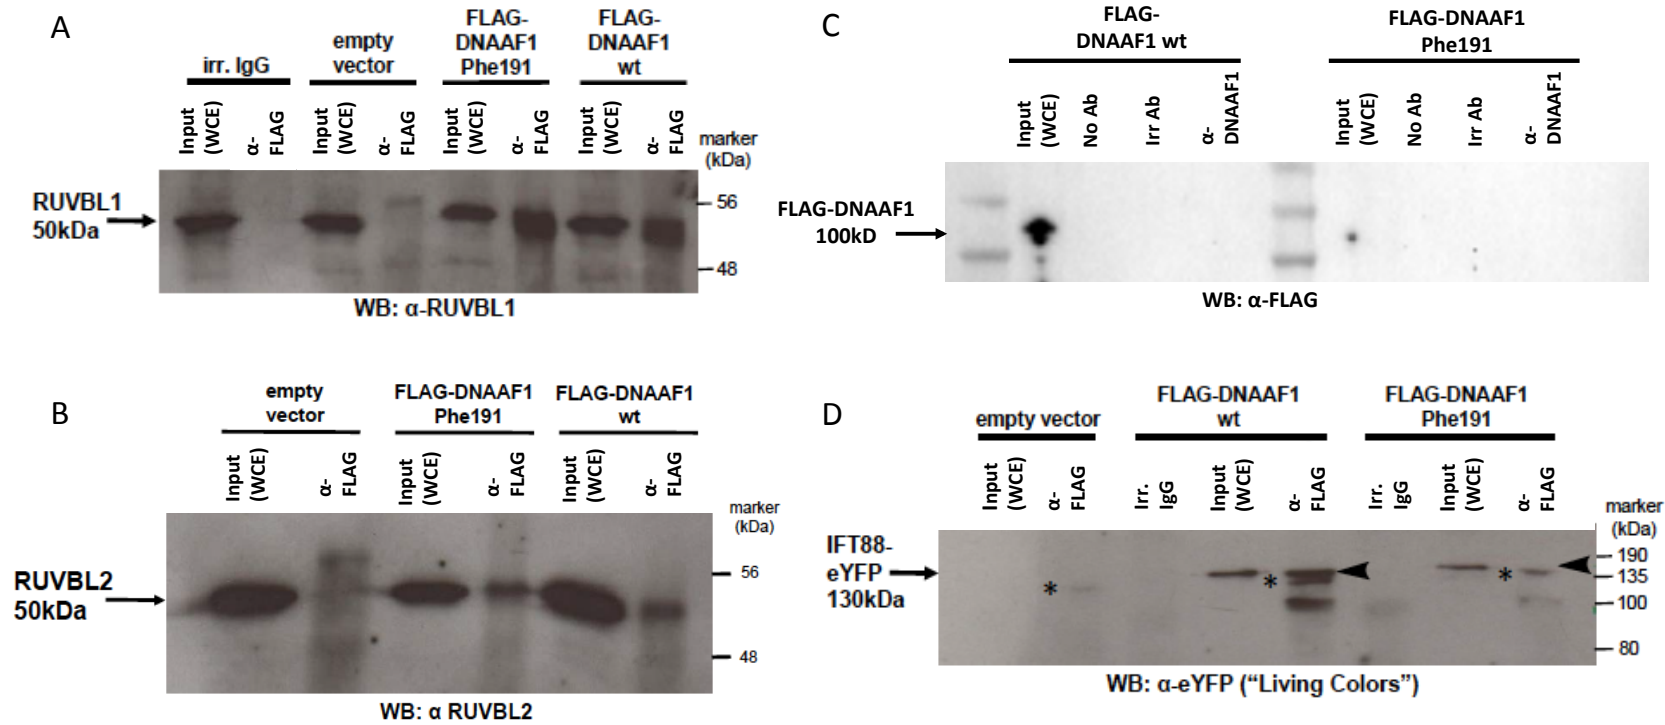 A
irr. IgG
empty
vector
FLAG-
DNAAF1
Phe191
FLAG-
DNAAF1
wt
Input
(WCE)
α-
FLAG
Input
(WCE)
α-
FLAG
Input
(WCE)
α-
FLAG
Input
(WCE)
α-
FLAG
marker
(kDa)
RUVBL1
50kDa
56
48
WB: α-RUVBL1
B
empty
vector
FLAG-DNAAF1
Phe191
FLAG-DNAAF1
wt
Input
(WCE)
α-
FLAG
Input
(WCE)
α-
FLAG
Input
(WCE)
α-
FLAG
marker
(kDa)
RUVBL2
50kDa
56
48
WB: α RUVBL2
C
FLAG-
DNAAF1 wt
FLAG-DNAAF1
Phe191
Input
(WCE)
No Ab
Irr Ab
α-
DNAAF1
Input
(WCE)
No Ab
Irr Ab
α-
DNAAF1
FLAG-DNAAF1
100kD
WB: α-FLAG
D
empty vector
FLAG-DNAAF1
wt
FLAG-DNAAF1
Phe191
Input
(WCE)
α-
FLAG
Irr.
IgG
Input
(WCE)
α-
FLAG
Irr.
IgG
Input
(WCE)
α-
FLAG
marker
(kDa)
IFT88-
eYFP
130kDa
*
*
*
190
135
100
80
WB: α-eYFP (“Living Colors”)